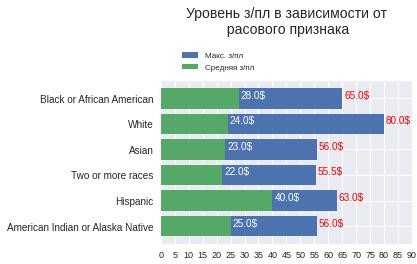 Уровень з/пл в зависимости от
расового признака
Макс. з/пл
Средняя з/пл
Black or African American 28.0$ 65.0$
White 24.0$ 80.0$
Asian 23.0$ 56.0$
Two or more races 22.0$ 55.5$
Hispanic 40.0$ 63.0$
American Indian or Alaska Native 25.0$ 56.0$
0 5 10 15 20 25 30 35 40 45 50 55 60 65 70 75 80 85 90